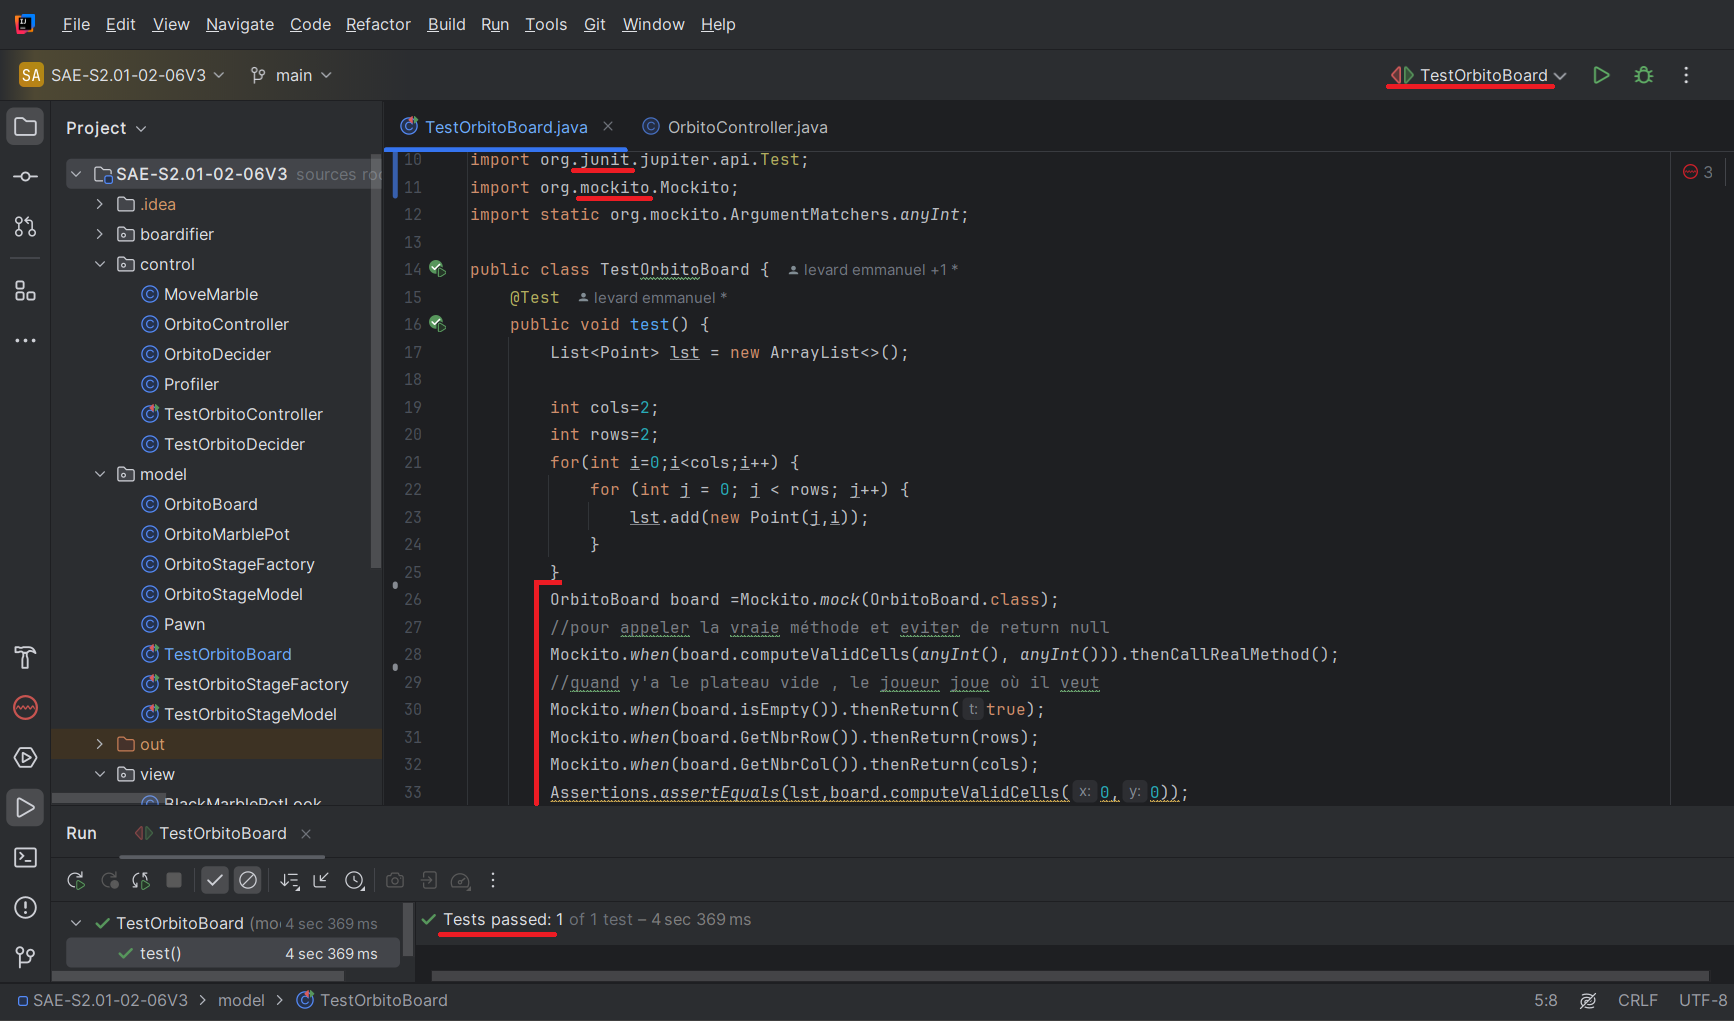 File Edit View Navigate Code Refactor Build Run Tools Git Window Help
SA SAE-S2.01-02-06V3 main TestOrbitoBoard
Project
TestOrbitoBoard.java OrbitoController.java
SAE-S2.01-02-06V3 sources
.idea
boardifier
control
MoveMarble
OrbitoController
OrbitoDecider
Profiler
TestOrbitoController
TestOrbitoDecider
model
OrbitoBoard
OrbitoMarblePot
OrbitoStageFactory
OrbitoStageModel
Pawn
TestOrbitoBoard
TestOrbitoStageFactory
TestOrbitoStageModel
out
view
BlackMarblePotLook
10 import org.junit.jupiter.api.Test;
11 import org.mockito.Mockito;
12 import static org.mockito.ArgumentMatchers.anyInt;
13
14 public class TestOrbitoBoard { levard emmanuel +1 *
15 @Test levard emmanuel *
16 public void test() {
17 List<Point> lst = new ArrayList<>();
18
19 int cols=2;
20 int rows=2;
21 for(int i=0;i<cols;i++) {
22 for (int j = 0; j < rows; j++) {
23 lst.add(new Point(j,i));
24 }
25 }
26 OrbitoBoard board =Mockito.mock(OrbitoBoard.class);
27 //pour appeler la vraie méthode et eviter de return null
28 Mockito.when(board.computeValidCells(anyInt(), anyInt())).thenCallRealMethod();
29 //quand y'a le plateau vide , le joueur joue où il veut
30 Mockito.when(board.isEmpty()).thenReturn( t: true);
31 Mockito.when(board.GetNbrRow()).thenReturn(rows);
32 Mockito.when(board.GetNbrCol()).thenReturn(cols);
33 Assertions.assertEquals(lst,board.computeValidCells( x: 0, y: 0));
3
Run TestOrbitoBoard
TestOrbitoBoard (mo 4 sec 369 ms
test() 4 sec 369 ms
Tests passed: 1 of 1 test – 4 sec 369 ms
SAE-S2.01-02-06V3 > model > TestOrbitoBoard 5:8 CRLF UTF-8